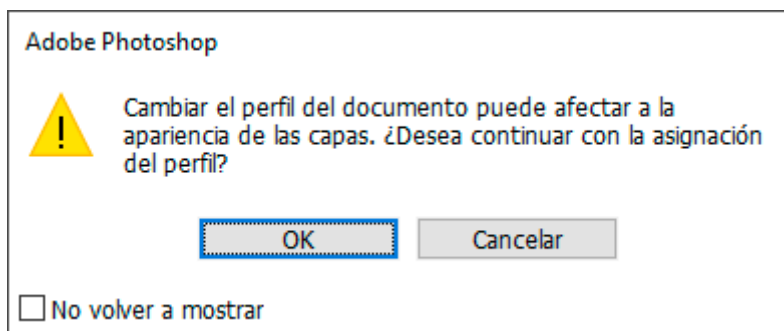 Adobe Photoshop
Cambiar el perfil del documento puede afectar a la
apariencia de las capas. ¿Desea continuar con la asignación
del perfil?
OK
Cancelar
No volver a mostrar